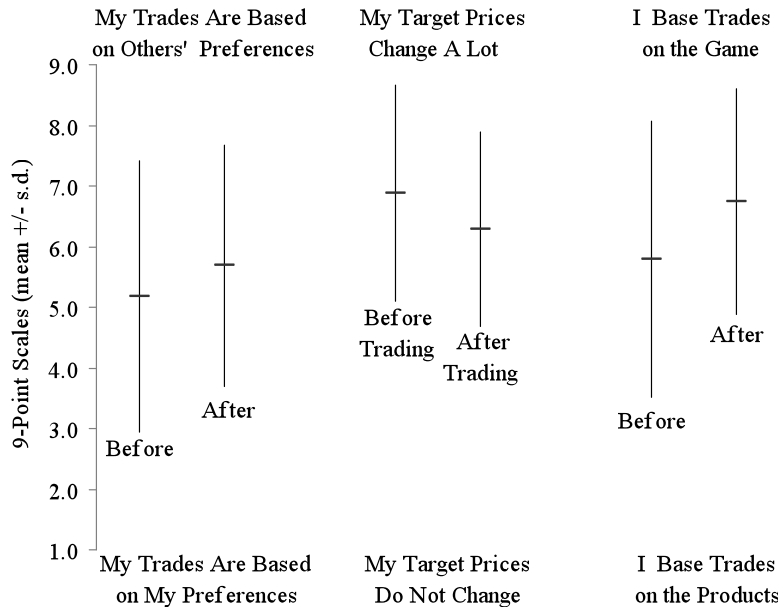 My Trades Are Based
on Others' Preferences
My Target Prices
Change A Lot
I Base Trades
on the Game
9-Point Scales (mean +/- s.d.)
9.0
8.0
7.0
6.0
5.0
4.0
3.0
2.0
1.0
Before
After
Before
Trading
After
Trading
Before
After
My Trades Are Based
on My Preferences
My Target Prices
Do Not Change
I Base Trades
on the Products